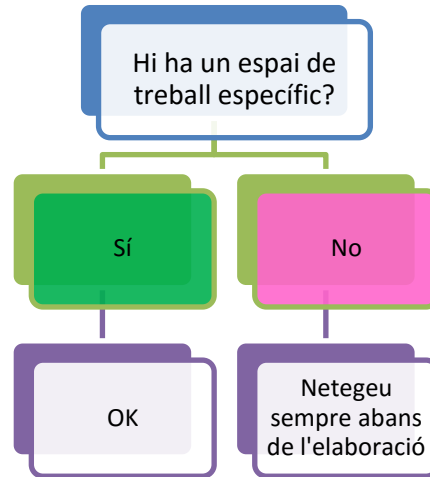 Hi ha un espai de
treball específic?
Sí
No
OK
Netegeu
sempre abans
de l'elaboració